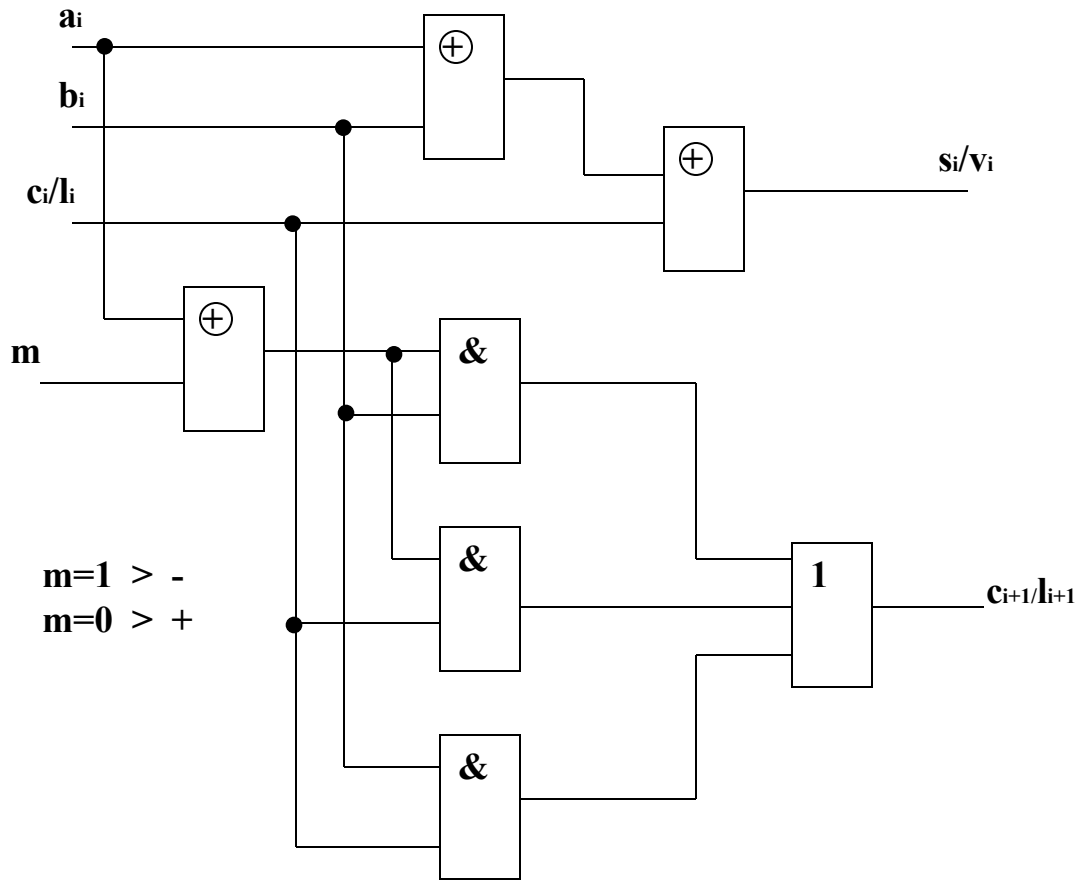 aᵢ
⊕
bᵢ
⊕
sᵢ/vᵢ
cᵢ/lᵢ
⊕
m
&
&
m=1 > -
1
cᵢ₊₁/lᵢ₊₁
m=0 > +
&